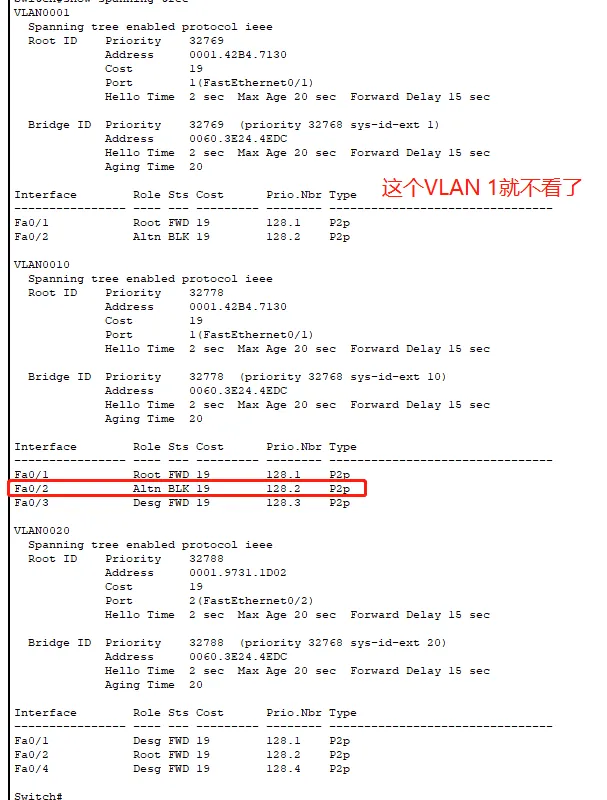 Switch#show spanning-tree
VLAN0001
  Spanning tree enabled protocol ieee
  Root ID    Priority    32769
             Address     0001.42B4.7130
             Cost        19
             Port        1(FastEthernet0/1)
             Hello Time  2 sec  Max Age 20 sec  Forward Delay 15 sec

  Bridge ID  Priority    32769  (priority 32768 sys-id-ext 1)
             Address     0060.3E24.4EDC
             Hello Time  2 sec  Max Age 20 sec  Forward Delay 15 sec
             Aging Time  20

这个VLAN 1就不看了
Interface        Role Sts Cost      Prio.Nbr Type
---------------- ---- --- --------- -------- --------------------------------
Fa0/1            Root FWD 19        128.1    P2p
Fa0/2            Altn BLK 19        128.2    P2p

VLAN0010
  Spanning tree enabled protocol ieee
  Root ID    Priority    32778
             Address     0001.42B4.7130
             Cost        19
             Port        1(FastEthernet0/1)
             Hello Time  2 sec  Max Age 20 sec  Forward Delay 15 sec

  Bridge ID  Priority    32778  (priority 32768 sys-id-ext 10)
             Address     0060.3E24.4EDC
             Hello Time  2 sec  Max Age 20 sec  Forward Delay 15 sec
             Aging Time  20

Interface        Role Sts Cost      Prio.Nbr Type
---------------- ---- --- --------- -------- --------------------------------
Fa0/1            Root FWD 19        128.1    P2p
Fa0/2            Altn BLK 19        128.2    P2p
Fa0/3            Desg FWD 19        128.3    P2p

VLAN0020
  Spanning tree enabled protocol ieee
  Root ID    Priority    32788
             Address     0001.9731.1D02
             Cost        19
             Port        2(FastEthernet0/2)
             Hello Time  2 sec  Max Age 20 sec  Forward Delay 15 sec

  Bridge ID  Priority    32788  (priority 32768 sys-id-ext 20)
             Address     0060.3E24.4EDC
             Hello Time  2 sec  Max Age 20 sec  Forward Delay 15 sec
             Aging Time  20

Interface        Role Sts Cost      Prio.Nbr Type
---------------- ---- --- --------- -------- --------------------------------
Fa0/1            Desg FWD 19        128.1    P2p
Fa0/2            Root FWD 19        128.2    P2p
Fa0/4            Desg FWD 19        128.4    P2p

Switch#